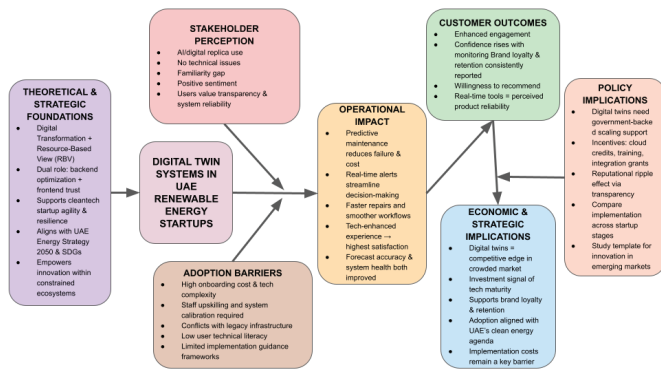 THEORETICAL &
STRATEGIC
FOUNDATIONS
● Digital
Transformation +
Resource-Based
View (RBV)
● Dual role: backend
optimization +
frontend trust
● Supports cleantech
startup agility &
resilience
● Aligns with UAE
Energy Strategy
2050 & SDGs
● Empowers
innovation within
constrained
ecosystems
STAKEHOLDER
PERCEPTION
● AI/digital replica use
● No technical issues
● Familiarity gap
● Positive sentiment
● Users value transparency &
system reliability
DIGITAL TWIN
SYSTEMS IN
UAE
RENEWABLE
ENERGY
STARTUPS
ADOPTION BARRIERS
● High onboarding cost & tech
complexity
● Staff upskilling and system
calibration required
● Conflicts with legacy infrastructure
● Low user technical literacy
● Limited implementation guidance
frameworks
OPERATIONAL
IMPACT
● Predictive
maintenance
reduces failure & cost
● Real-time alerts
streamline
decision-making
● Faster repairs and
smoother workflows
● Tech-enhanced
experience →
highest satisfaction
● Forecast accuracy &
system health both
improved
CUSTOMER OUTCOMES
● Enhanced engagement
● Confidence rises with
monitoring Brand loyalty &
retention consistently
reported
● Willingness to recommend
● Real-time tools = perceived
product reliability
ECONOMIC &
STRATEGIC
IMPLICATIONS
● Digital twins =
competitive edge in
crowded market
● Investment signal of
tech maturity
● Supports brand loyalty
& retention
● Adoption aligned with
UAE's clean energy
agenda
● Implementation costs
remain a key barrier
POLICY
IMPLICATIONS
● Digital twins need
government-backe
d scaling support
● Incentives: cloud
credits, training,
integration grants
● Reputational ripple
effect via
transparency
● Compare
implementation
across startup
stages
● Study template for
innovation in
emerging markets